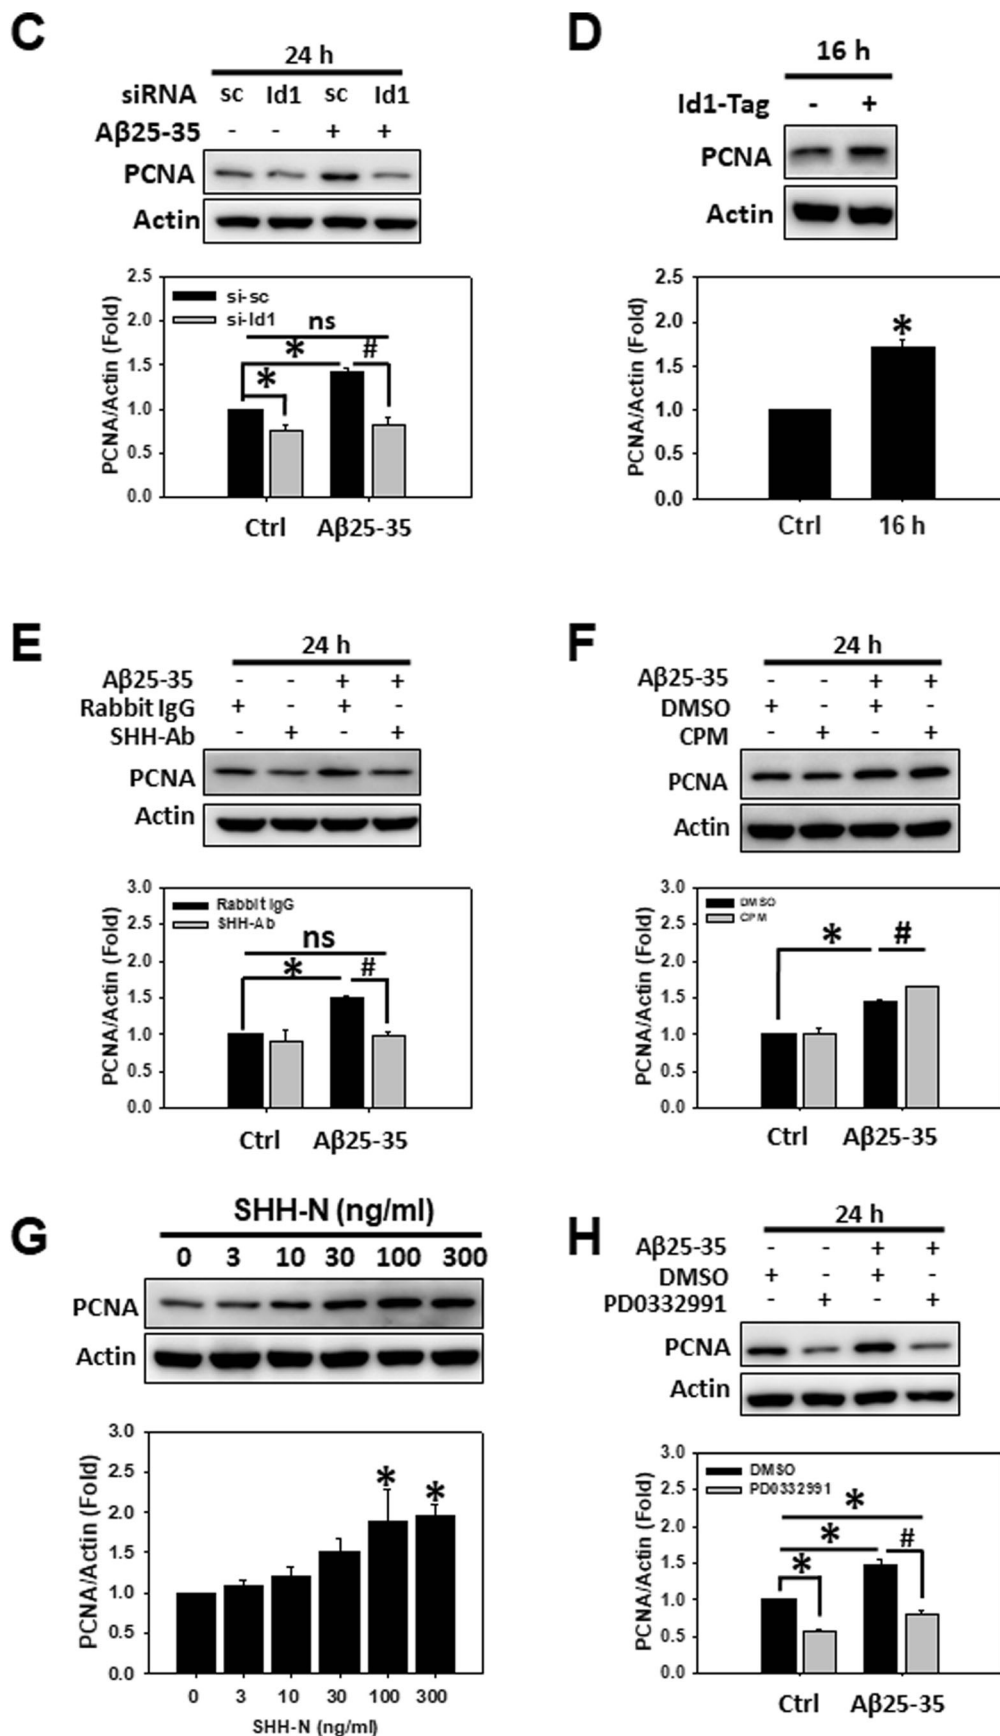 C
24 h
siRNA sc Id1 sc Id1
Aβ25-35 - - + +
PCNA
Actin
2.5
2.0
1.5
1.0
0.5
0.0
PCNA/Actin (Fold)
si-sc
si-Id1
ns
* #
*
Ctrl Aβ25-35
D
16 h
Id1-Tag - +
PCNA
Actin
2.5
2.0
1.5
1.0
0.5
0.0
PCNA/Actin (Fold)
*
Ctrl 16 h
E
24 h
Aβ25-35 - - + +
Rabbit IgG + - + -
SHH-Ab - + - +
PCNA
Actin
3.0
2.5
2.0
1.5
1.0
0.5
0.0
PCNA/Actin (Fold)
Rabbit IgG
SHH-Ab
ns
* #
Ctrl Aβ25-35
F
24 h
Aβ25-35 - - + +
DMSO + - + -
CPM - + - +
PCNA
Actin
3.0
2.5
2.0
1.5
1.0
0.5
0.0
PCNA/Actin (Fold)
DMSO
CPM
* #
Ctrl Aβ25-35
G
SHH-N (ng/ml)
0 3 10 30 100 300
PCNA
Actin
3.0
2.5
2.0
1.5
1.0
0.5
0.0
PCNA/Actin (Fold)
* *
0 3 10 30 100 300
SHH-N (ng/ml)
H
24 h
Aβ25-35 - - + +
DMSO + - + -
PD0332991 - + - +
PCNA
Actin
3.0
2.5
2.0
1.5
1.0
0.5
0.0
PCNA/Actin (Fold)
DMSO
PD0332991
*
* #
*
Ctrl Aβ25-35